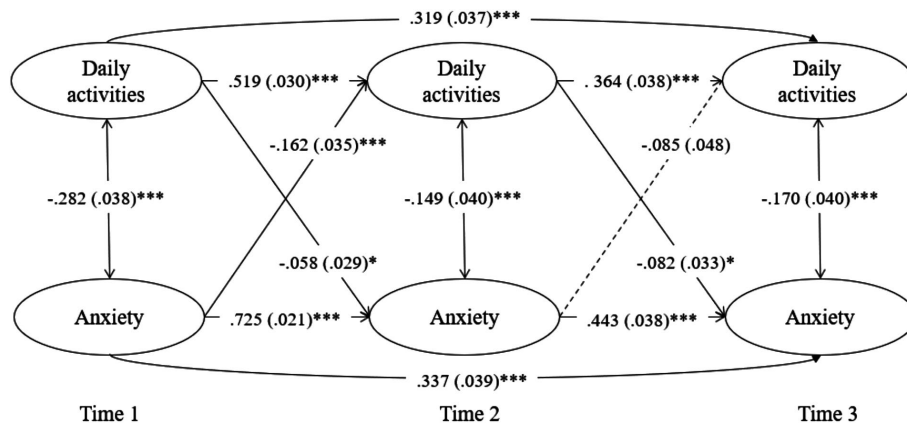 .319 (.037)***
Daily
activities
.519 (.030)***
Daily
activities
.364 (.038)***
Daily
activities
-.162 (.035)***
-.085 (.048)
-.282 (.038)***
-.149 (.040)***
-.170 (.040)***
-.058 (.029)*
-.082 (.033)*
Anxiety
.725 (.021)***
Anxiety
.443 (.038)***
Anxiety
.337 (.039)***
Time 1
Time 2
Time 3